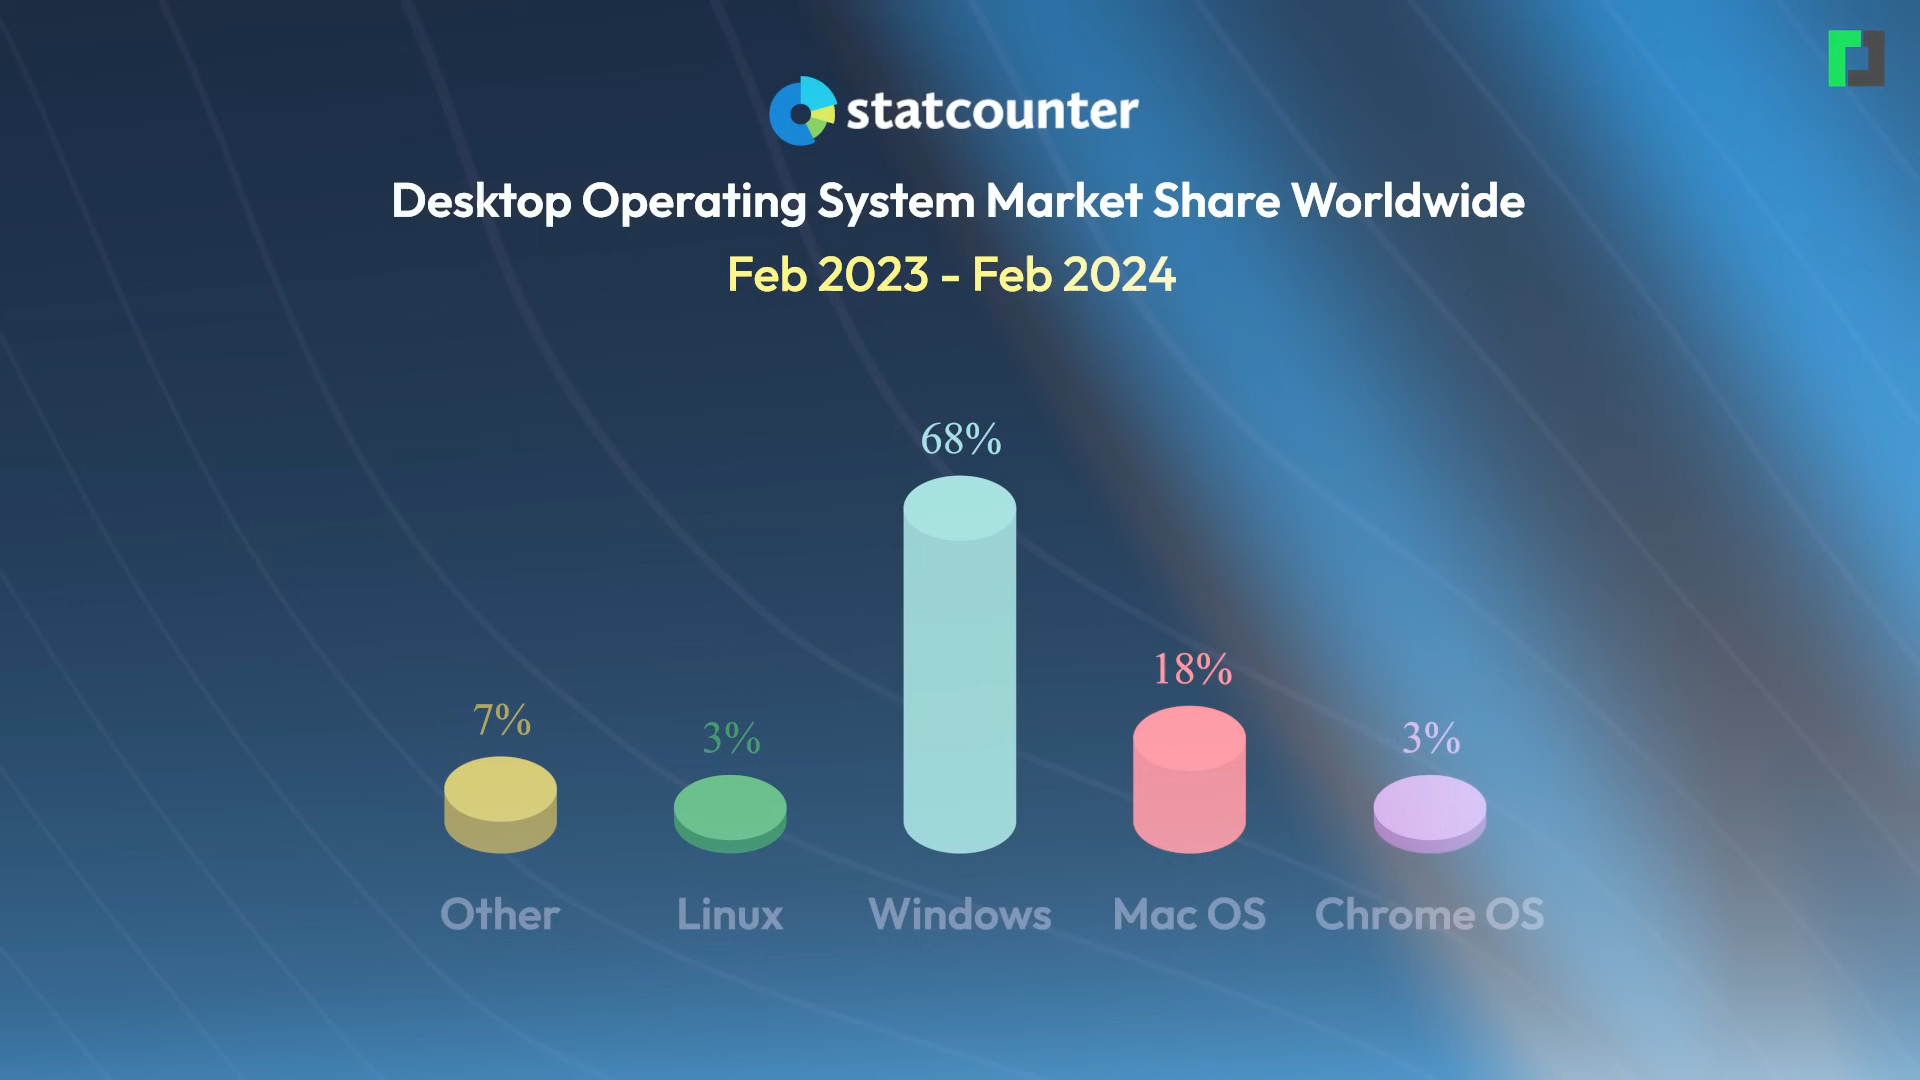 statcounter
Desktop Operating System Market Share Worldwide
Feb 2023 - Feb 2024
68%
18%
7%
3%
3%
Other
Linux
Windows
Mac OS
Chrome OS